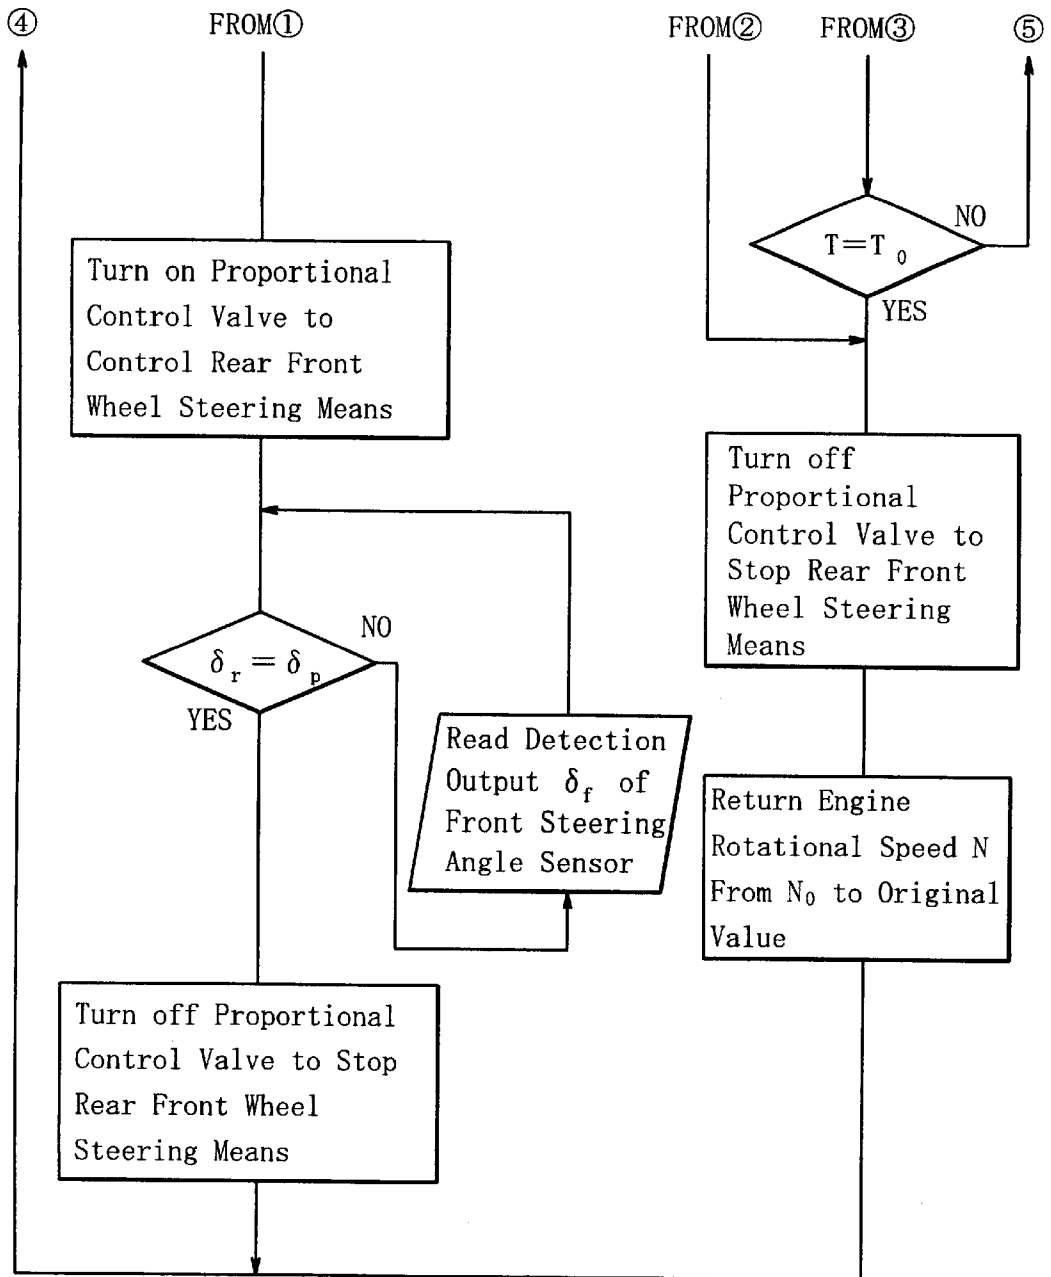 ④
FROM①
FROM②
FROM③
⑤
Turn on Proportional
Control Valve to
Control Rear Front
Wheel Steering Means
δr = δp
NO
YES
Read Detection
Output δf of
Front Steering
Angle Sensor
Turn off Proportional
Control Valve to Stop
Rear Front Wheel
Steering Means
T=T0
NO
YES
Turn off
Proportional
Control Valve to
Stop Rear Front
Wheel Steering
Means
Return Engine
Rotational Speed N
From N0 to Original
Value